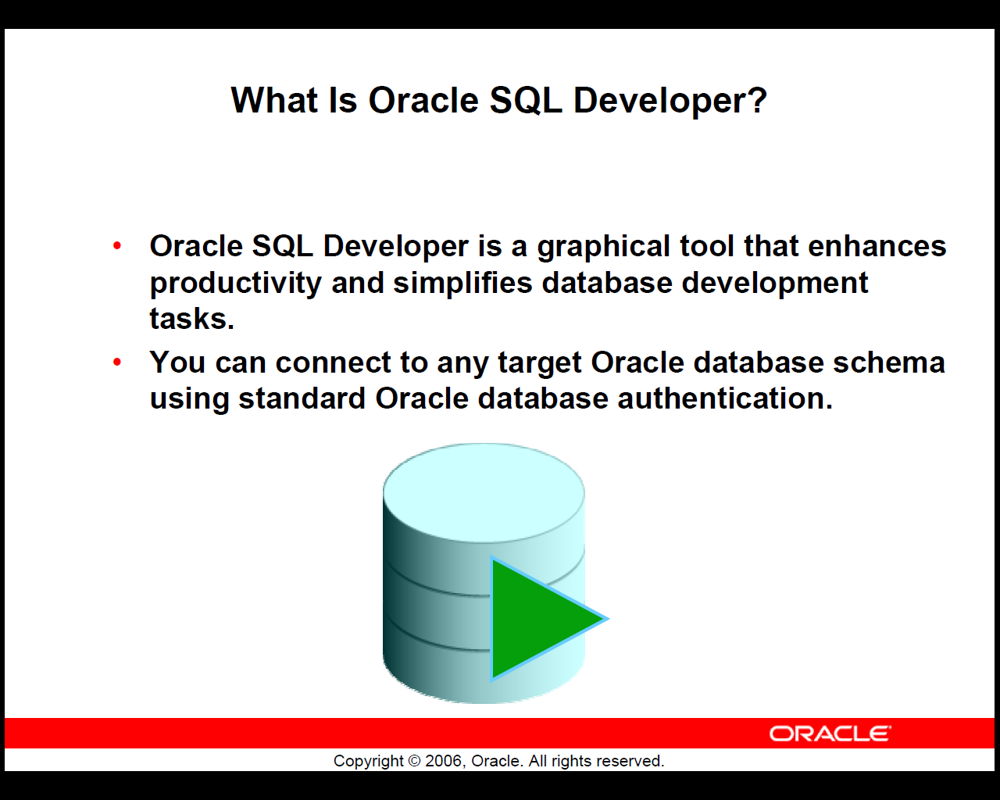 What Is Oracle SQL Developer?
• Oracle SQL Developer is a graphical tool that enhances
productivity and simplifies database development
tasks.
• You can connect to any target Oracle database schema
using standard Oracle database authentication.
ORACLE®
Copyright © 2006, Oracle. All rights reserved.